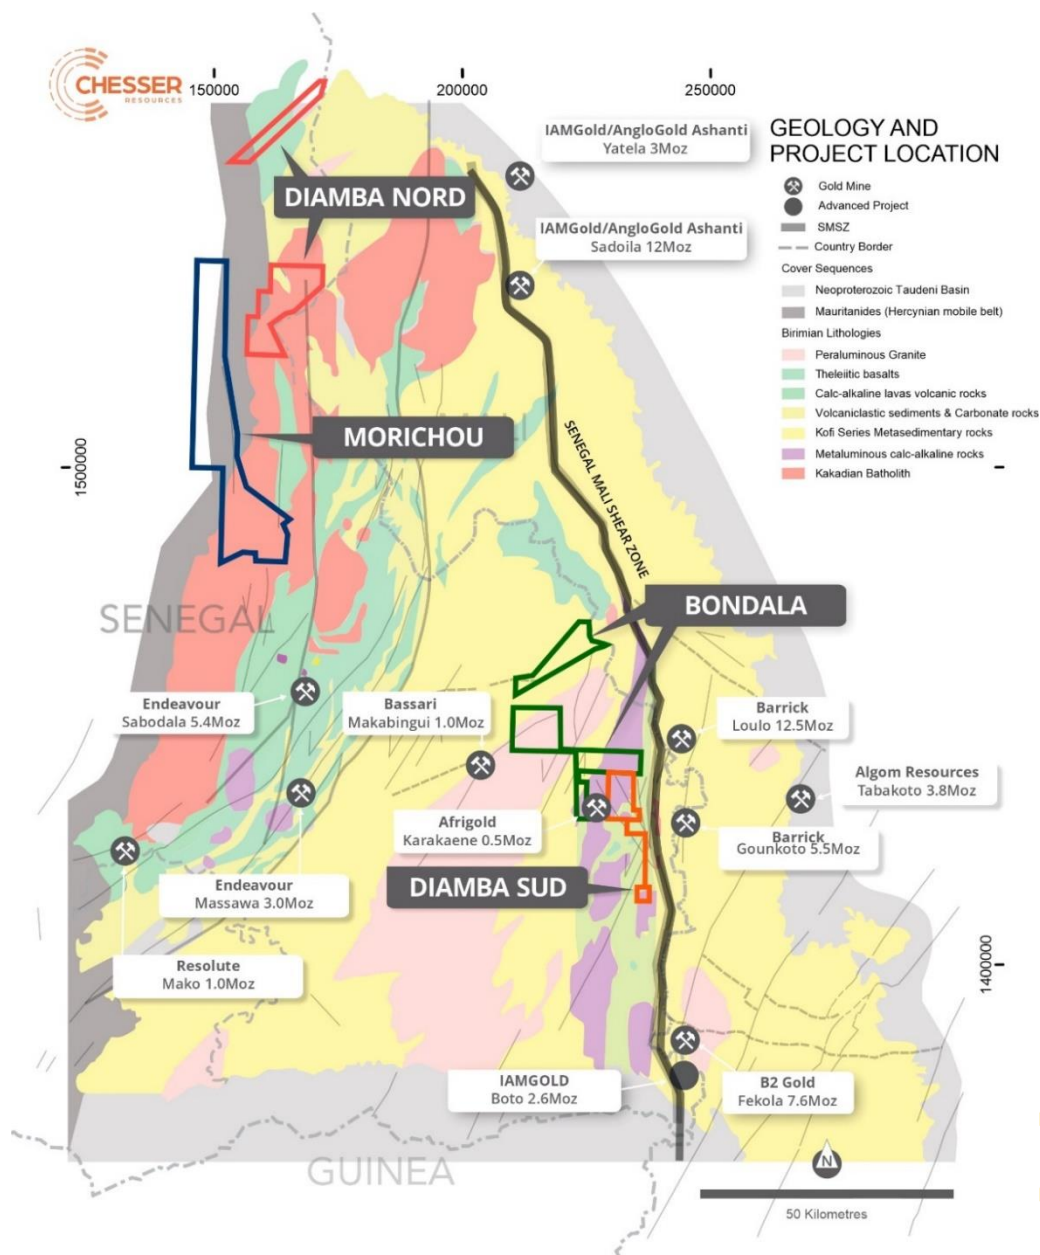 CHESSER
RESOURCES
150000
200000
250000
GEOLOGY AND
PROJECT LOCATION
Gold Mine
Advanced Project
SMSZ
Country Border
Cover Sequences
Neoproterozoic Taudeni Basin
Mauritanides (Hercynian mobile belt)
Birimian Lithologies
Peraluminous Granite
Theleiitic basalts
Calc-alkaline lavas volcanic rocks
Volcaniclastic sediments & Carbonate rocks
Kofi Series Metasedimentary rocks
Metaluminous calc-alkaline rocks
Kakadian Batholith
IAMGold/AngloGold Ashanti
Yatela 3Moz
DIAMBA NORD
IAMGold/AngloGold Ashanti
Sadoila 12Moz
MORICHOU
1500000
SENEGAL MALI SHEAR ZONE
BONDALA
SENEGAL
Endeavour
Sabodala 5.4Moz
Bassari
Makabingui 1.0Moz
Barrick
Loulo 12.5Moz
Algom Resources
Tabakoto 3.8Moz
Afrigold
Karakaene 0.5Moz
Barrick
Gounkoto 5.5Moz
DIAMBA SUD
Endeavour
Massawa 3.0Moz
Resolute
Mako 1.0Moz
1400000
IAMGOLD
Boto 2.6Moz
B2 Gold
Fekola 7.6Moz
GUINEA
N
50 Kilometres